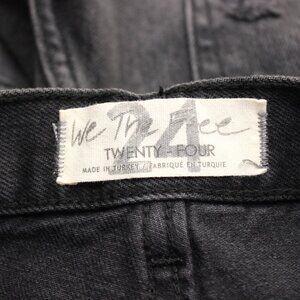 We The Free
24
TWENTY - FOUR
MADE IN TURKEY / FABRIQUÉ EN TURQUIE